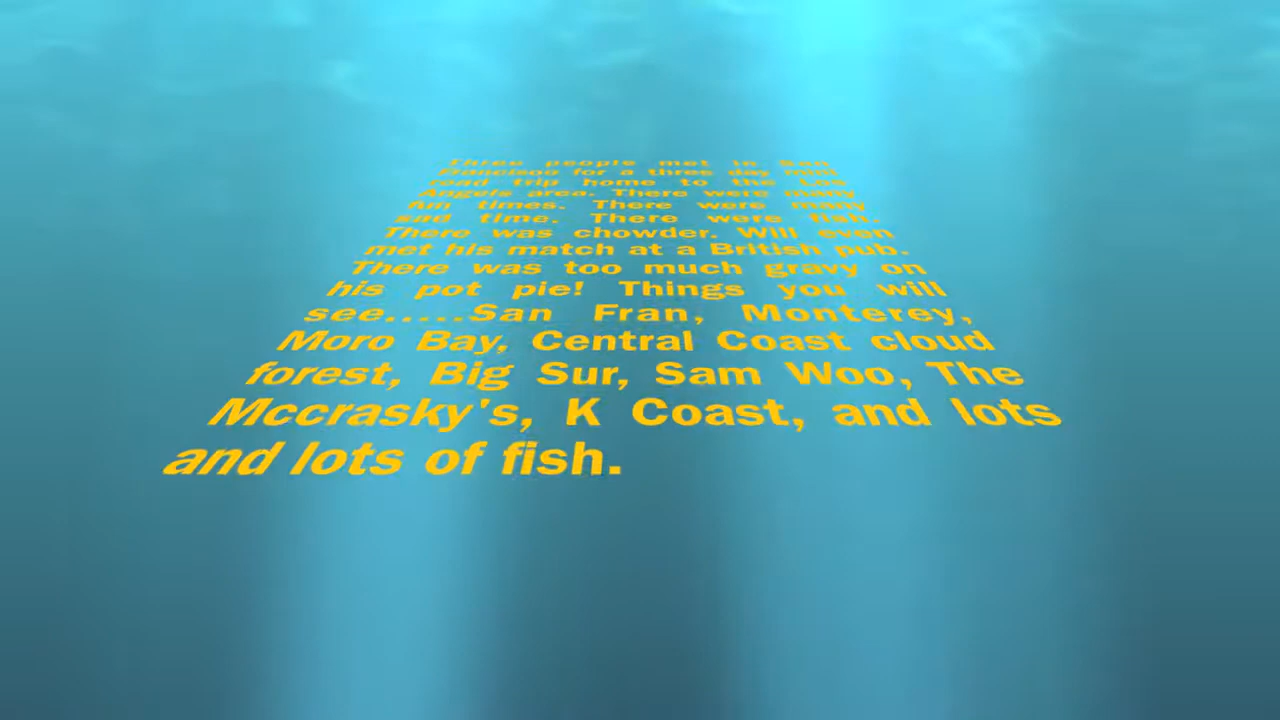 Three people met in San
Francisco for a three day mini
road trip home to the Los
Angels area. There were many
fun times. There were many
sad time. There were fish.
There was chowder. Will even
met his match at a British pub.
There was too much gravy on
his pot pie! Things you will
see.....San Fran, Monterey,
Moro Bay, Central Coast cloud
forest, Big Sur, Sam Woo, The
Mccrasky's, K Coast, and lots
and lots of fish.